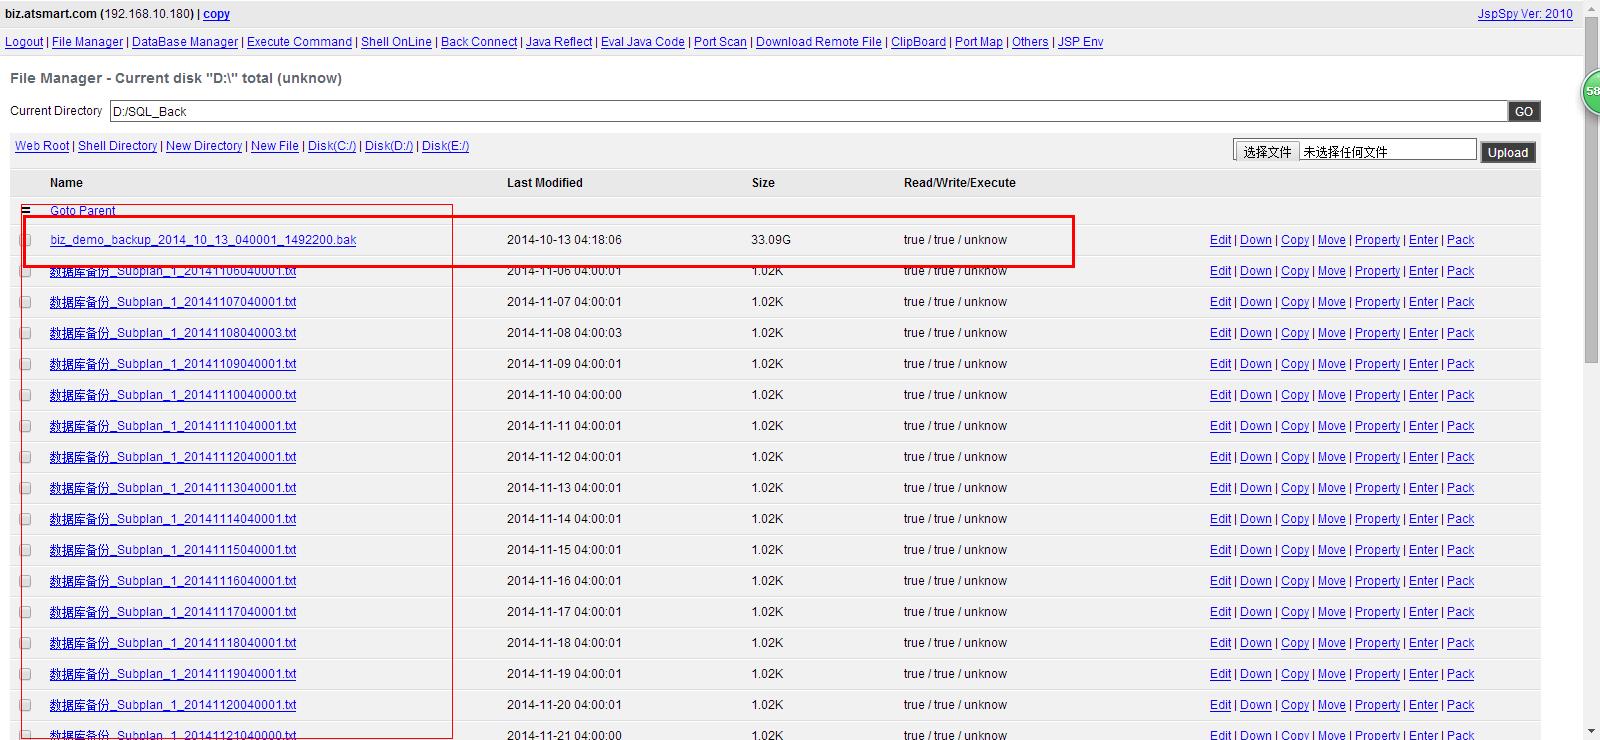 biz.atsmart.com (192.168.10.180) | copy JspSpy Ver: 2010
Logout | File Manager | DataBase Manager | Execute Command | Shell OnLine | Back Connect | Java Reflect | Eval Java Code | Port Scan | Download Remote File | ClipBoard | Port Map | Others | JSP Env
58
File Manager - Current disk "D:\" total (unknow)
Current Directory D:/SQL_Back GO
Web Root | Shell Directory | New Directory | New File | Disk(C:/) | Disk(D:/) | Disk(E:/) 选择文件 未选择任何文件 Upload
Name Last Modified Size Read/Write/Execute
= Goto Parent
biz_demo_backup_2014_10_13_040001_1492200.bak 2014-10-13 04:18:06 33.09G true / true / unknow Edit | Down | Copy | Move | Property | Enter | Pack
数据库备份_Subplan_1_20141106040001.txt 2014-11-06 04:00:01 1.02K true / true / unknow Edit | Down | Copy | Move | Property | Enter | Pack
数据库备份_Subplan_1_20141107040001.txt 2014-11-07 04:00:01 1.02K true / true / unknow Edit | Down | Copy | Move | Property | Enter | Pack
数据库备份_Subplan_1_20141108040003.txt 2014-11-08 04:00:03 1.02K true / true / unknow Edit | Down | Copy | Move | Property | Enter | Pack
数据库备份_Subplan_1_20141109040001.txt 2014-11-09 04:00:01 1.02K true / true / unknow Edit | Down | Copy | Move | Property | Enter | Pack
数据库备份_Subplan_1_20141110040000.txt 2014-11-10 04:00:00 1.02K true / true / unknow Edit | Down | Copy | Move | Property | Enter | Pack
数据库备份_Subplan_1_20141111040001.txt 2014-11-11 04:00:01 1.02K true / true / unknow Edit | Down | Copy | Move | Property | Enter | Pack
数据库备份_Subplan_1_20141112040001.txt 2014-11-12 04:00:01 1.02K true / true / unknow Edit | Down | Copy | Move | Property | Enter | Pack
数据库备份_Subplan_1_20141113040001.txt 2014-11-13 04:00:01 1.02K true / true / unknow Edit | Down | Copy | Move | Property | Enter | Pack
数据库备份_Subplan_1_20141114040001.txt 2014-11-14 04:00:01 1.02K true / true / unknow Edit | Down | Copy | Move | Property | Enter | Pack
数据库备份_Subplan_1_20141115040001.txt 2014-11-15 04:00:01 1.02K true / true / unknow Edit | Down | Copy | Move | Property | Enter | Pack
数据库备份_Subplan_1_20141116040001.txt 2014-11-16 04:00:01 1.02K true / true / unknow Edit | Down | Copy | Move | Property | Enter | Pack
数据库备份_Subplan_1_20141117040001.txt 2014-11-17 04:00:01 1.02K true / true / unknow Edit | Down | Copy | Move | Property | Enter | Pack
数据库备份_Subplan_1_20141118040001.txt 2014-11-18 04:00:01 1.02K true / true / unknow Edit | Down | Copy | Move | Property | Enter | Pack
数据库备份_Subplan_1_20141119040001.txt 2014-11-19 04:00:01 1.02K true / true / unknow Edit | Down | Copy | Move | Property | Enter | Pack
数据库备份_Subplan_1_20141120040001.txt 2014-11-20 04:00:01 1.02K true / true / unknow Edit | Down | Copy | Move | Property | Enter | Pack
数据库备份_Subplan_1_20141121040000.txt 2014-11-21 04:00:00 1.02K true / true / unknow Edit | Down | Copy | Move | Property | Enter | Pack